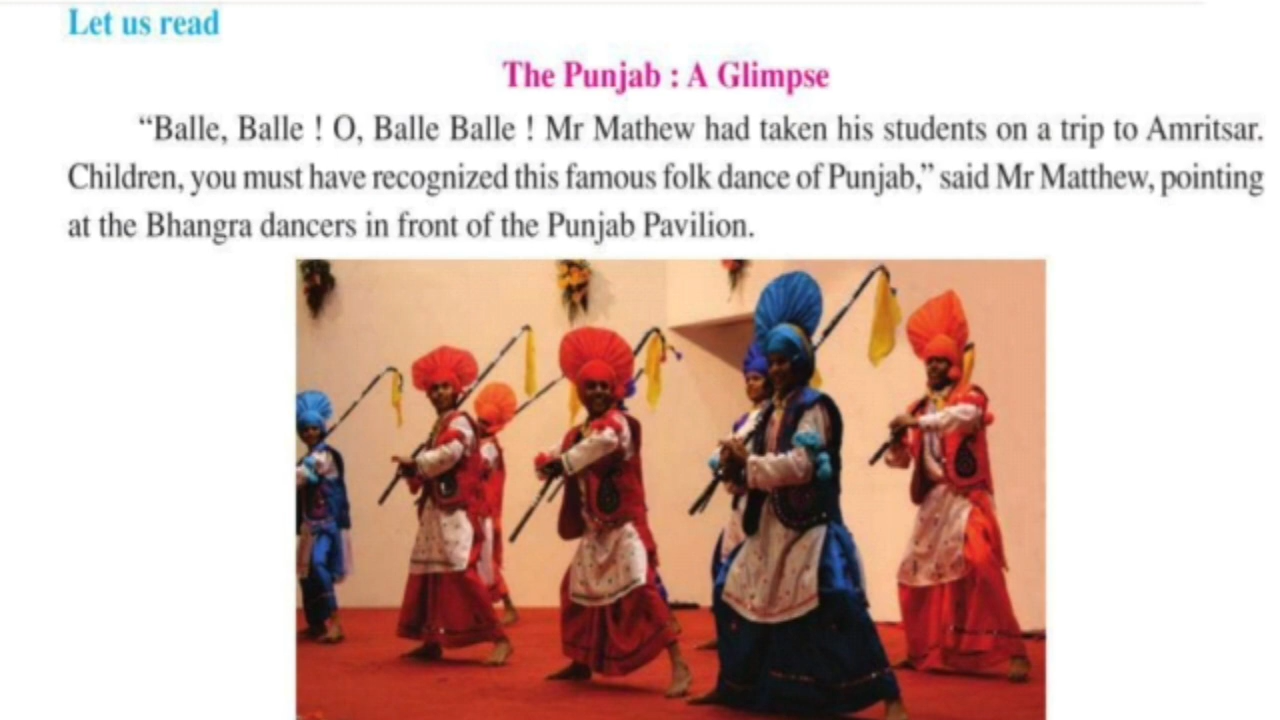 Let us read
The Punjab : A Glimpse
“Balle, Balle ! O, Balle Balle ! Mr Mathew had taken his students on a trip to Amritsar.
Children, you must have recognized this famous folk dance of Punjab,” said Mr Matthew, pointing
at the Bhangra dancers in front of the Punjab Pavilion.